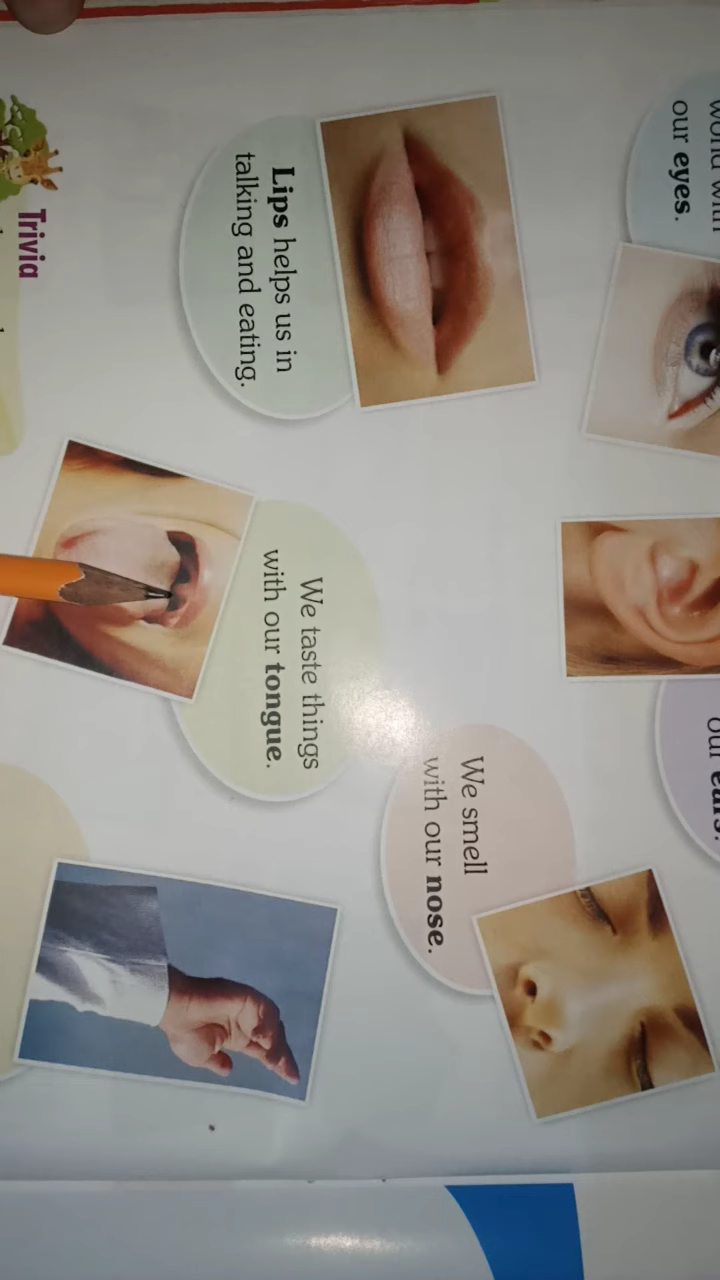 our eyes.
Lips helps us in
talking and eating.
We smell
with our nose.
We taste things
with our tongue.
Trivia